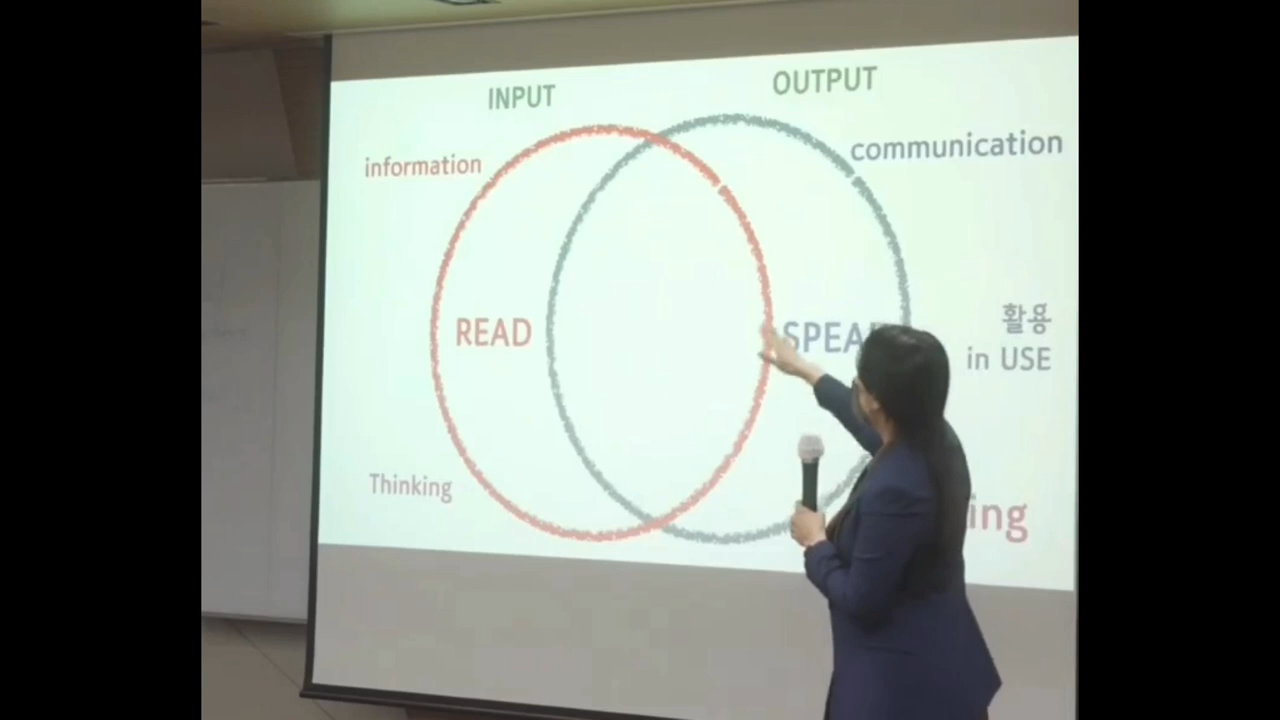 INPUT
OUTPUT
information
communication
READ
활용
in USE
Thinking